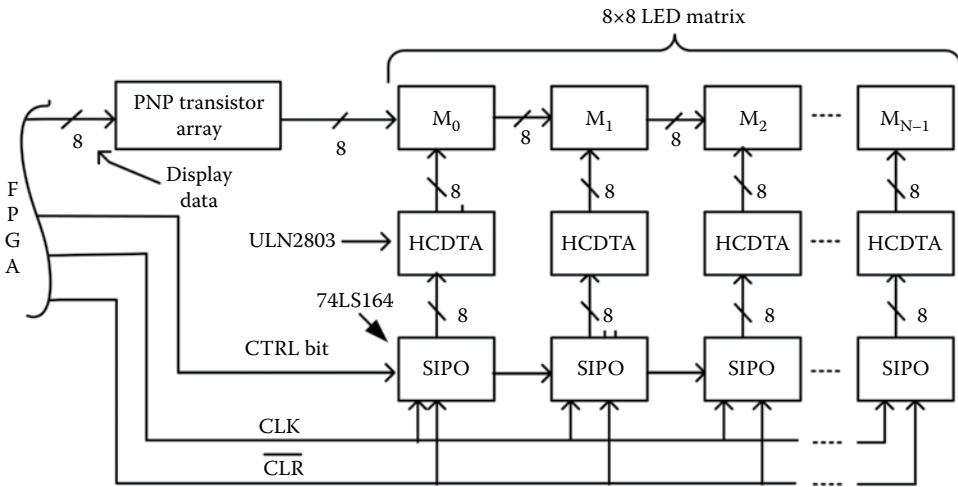 8×8 LED matrix
PNP transistor
array
M₀
M₁
M₂
M_N–1
8
8
8
8
Display
data
F
P
G
A
8
8
8
8
ULN2803
HCDTA
HCDTA
HCDTA
HCDTA
74LS164
8
8
8
8
CTRL bit
SIPO
SIPO
SIPO
SIPO
CLK
C̅L̅R̅